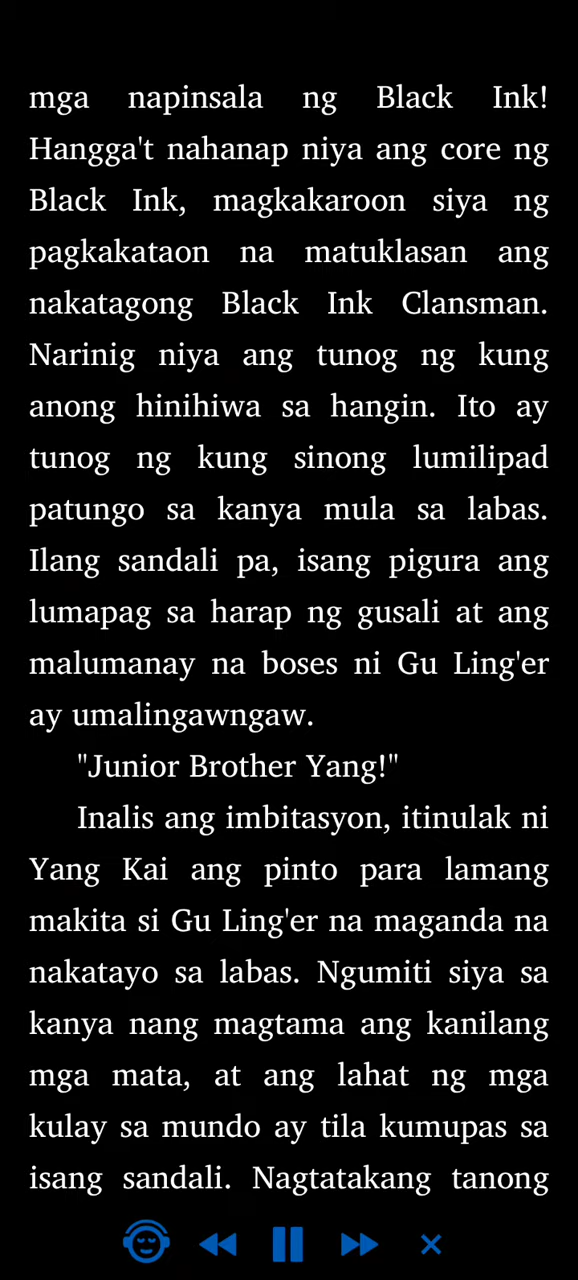 mga napinsala ng Black Ink!
Hangga't nahanap niya ang core ng
Black Ink, magkakaroon siya ng
pagkakataon na matuklasan ang
nakatagong Black Ink Clansman.
Narinig niya ang tunog ng kung
anong hinihiwa sa hangin. Ito ay
tunog ng kung sinong lumilipad
patungo sa kanya mula sa labas.
Ilang sandali pa, isang pigura ang
lumapag sa harap ng gusali at ang
malumanay na boses ni Gu Ling'er
ay umalingawngaw.
"Junior Brother Yang!"
Inalis ang imbitasyon, itinulak ni
Yang Kai ang pinto para lamang
makita si Gu Ling'er na maganda na
nakatayo sa labas. Ngumiti siya sa
kanya nang magtama ang kanilang
mga mata, at ang lahat ng mga
kulay sa mundo ay tila kumupas sa
isang sandali. Nagtatakang tanong